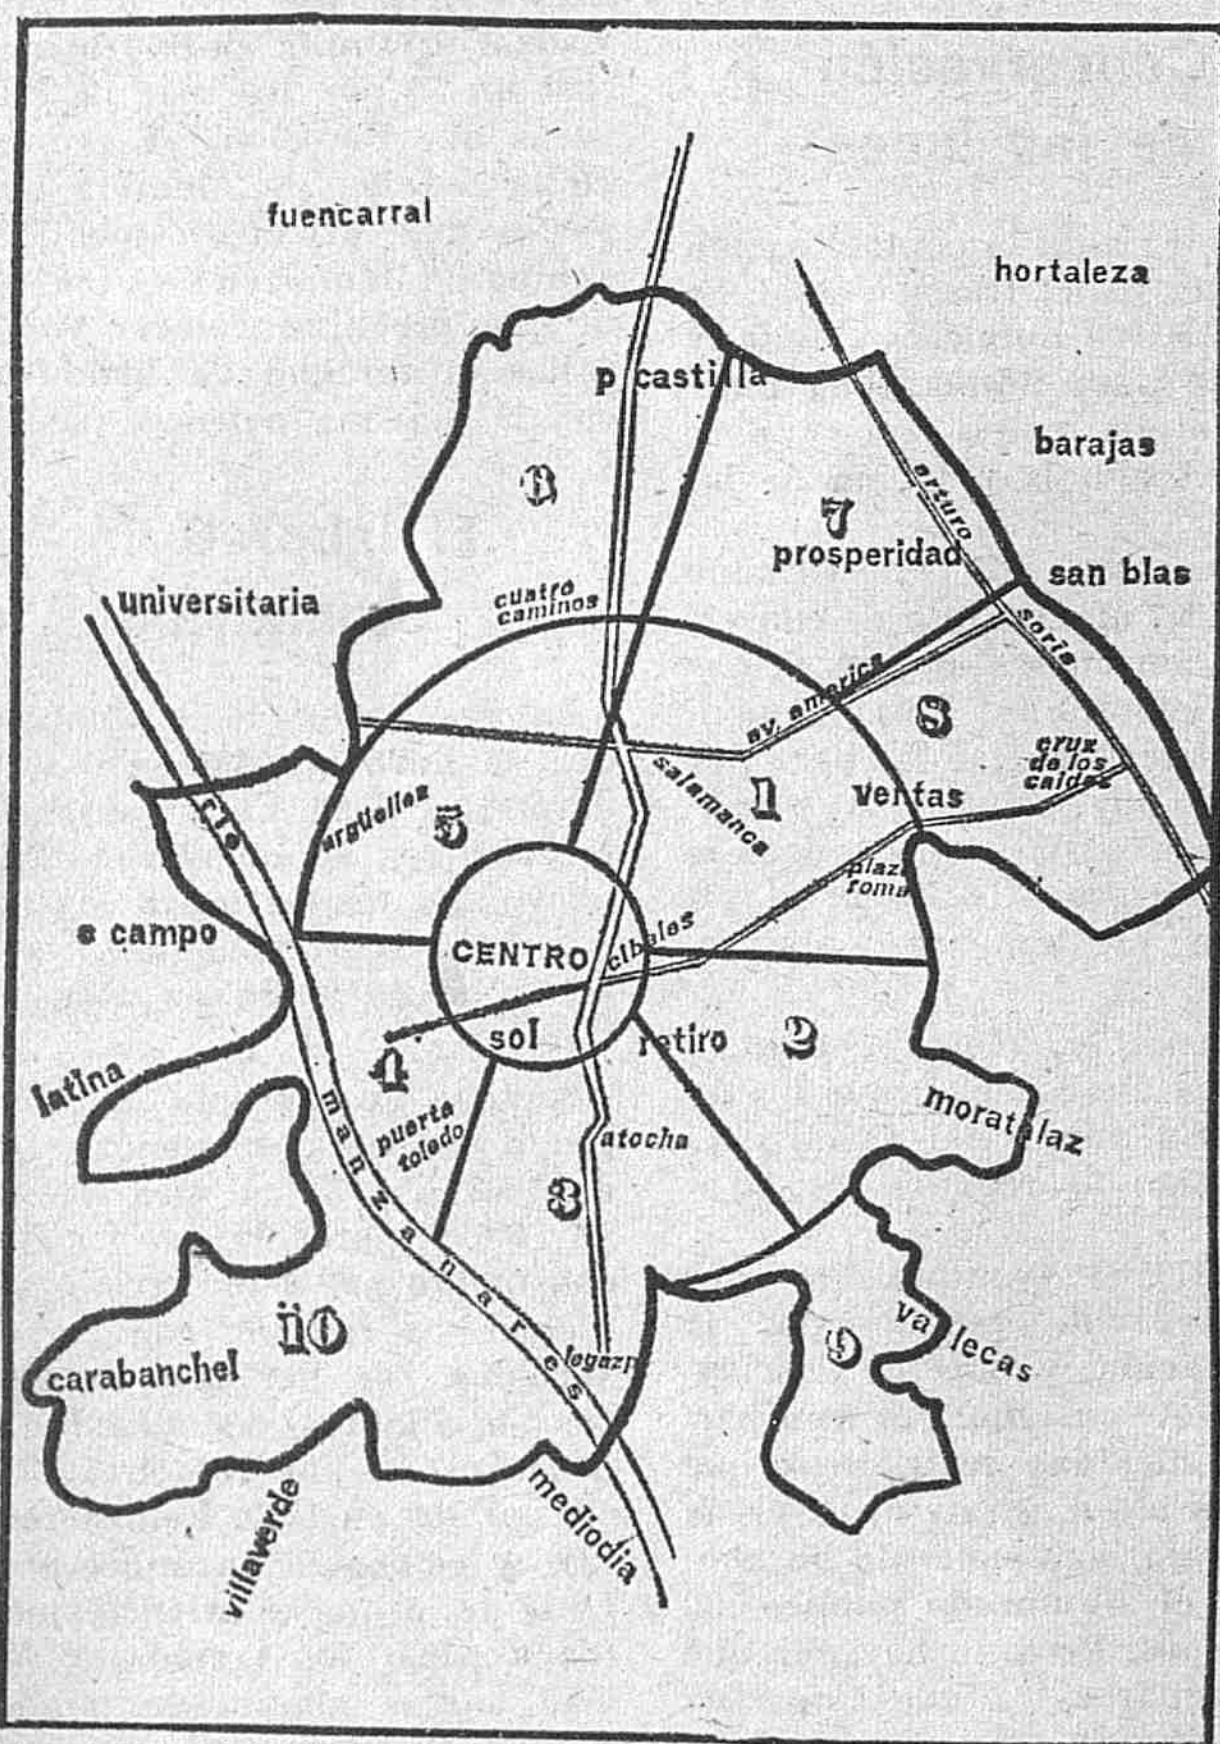 fuencarral
hortaleza
p castilla
barajas
arturo
7
prosperidad
san blas
universitaria
cuatro
caminos
soria
av. america
8
cruz
de los
caidos
salamanca
1
ventas
argüelles
5
rio
plaza
roma
c campo
CENTRO
cibeles
sol
retiro
2
4
latina
manzanares
puerta
toledo
atocha
moratalaz
3
10
carabanchel
9
vallecas
legazpi
villaverde
mediodia